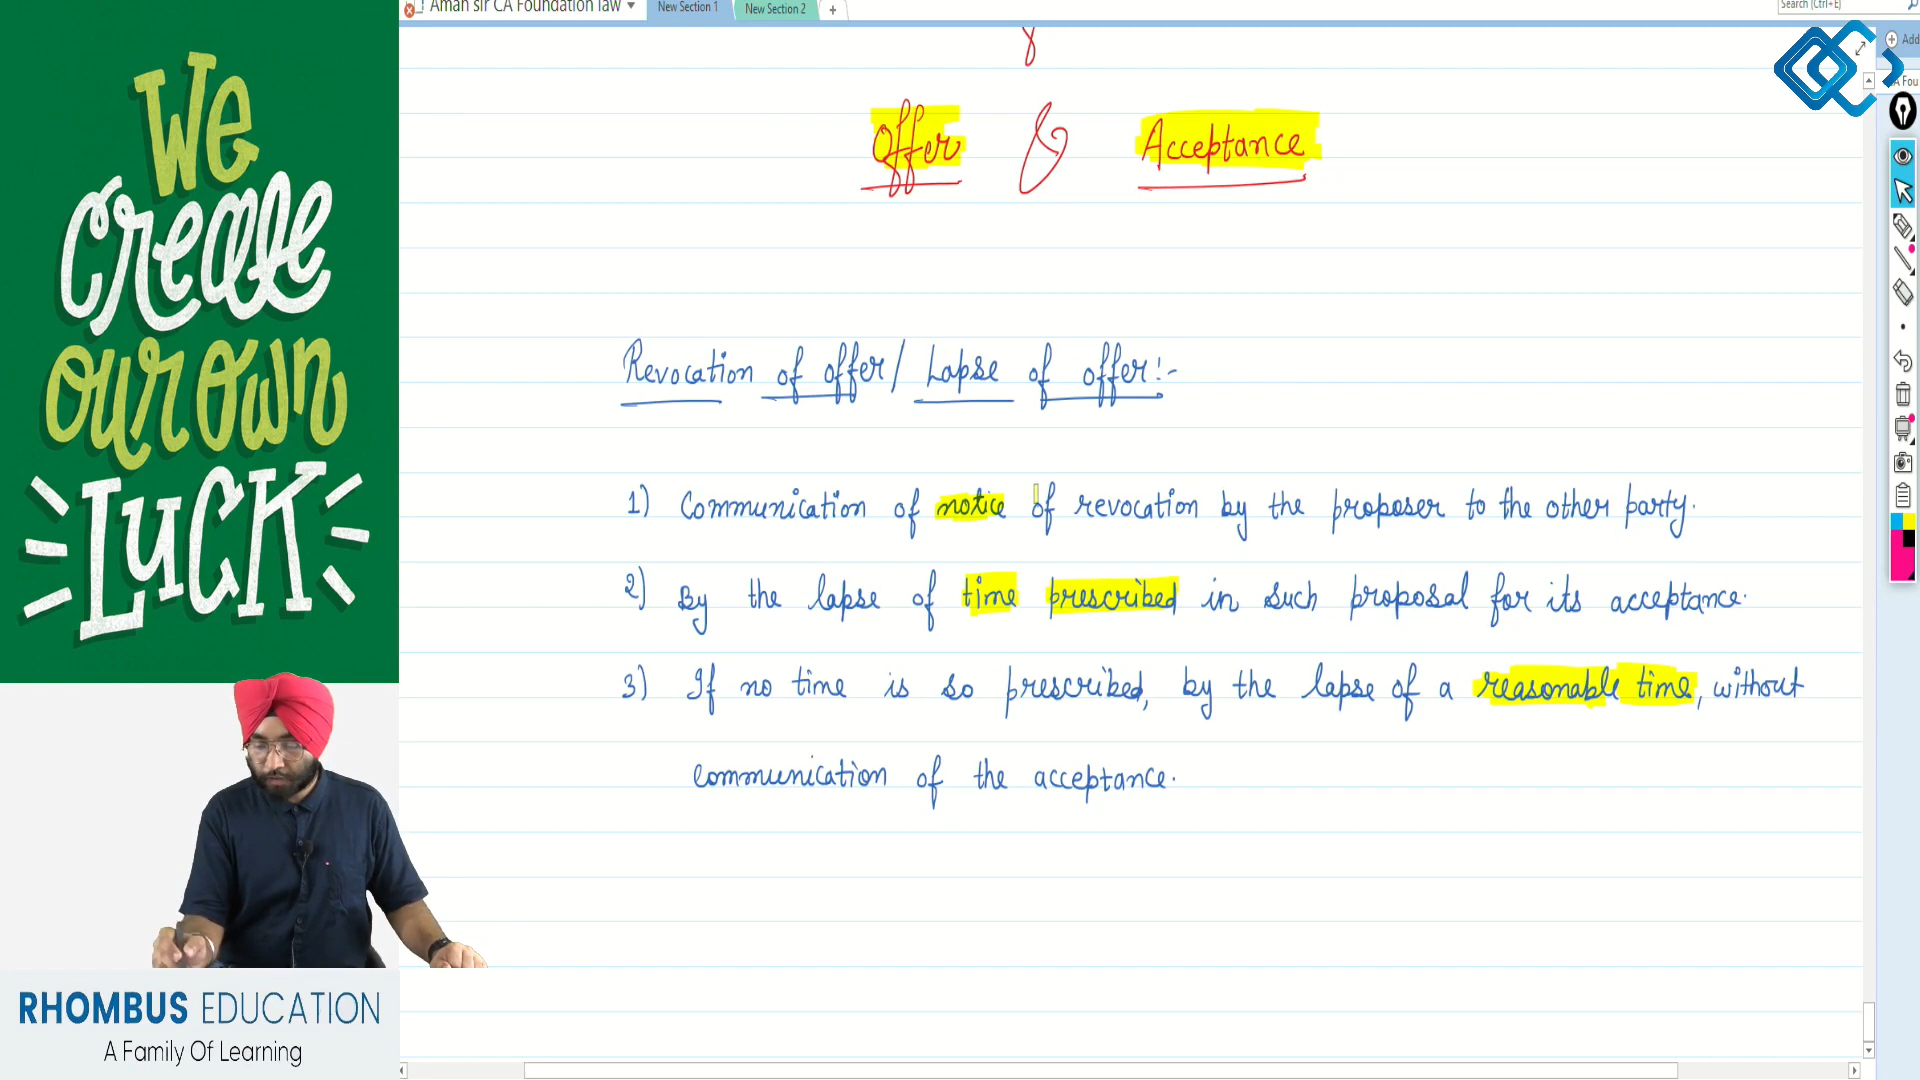 Aman sir CA Foundation law
New Section 1
New Section 2
+
Search (Ctrl+E)
Add
We
create
our own
LUCK
Offer & Acceptance
Revocation of offer / Lapse of offer:-
1) Communication of notice of revocation by the proposer to the other party.
2) By the lapse of time prescribed in such proposal for its acceptance.
3) If no time is so prescribed, by the lapse of a reasonable time, without
communication of the acceptance.
RHOMBUS EDUCATION
A Family Of Learning